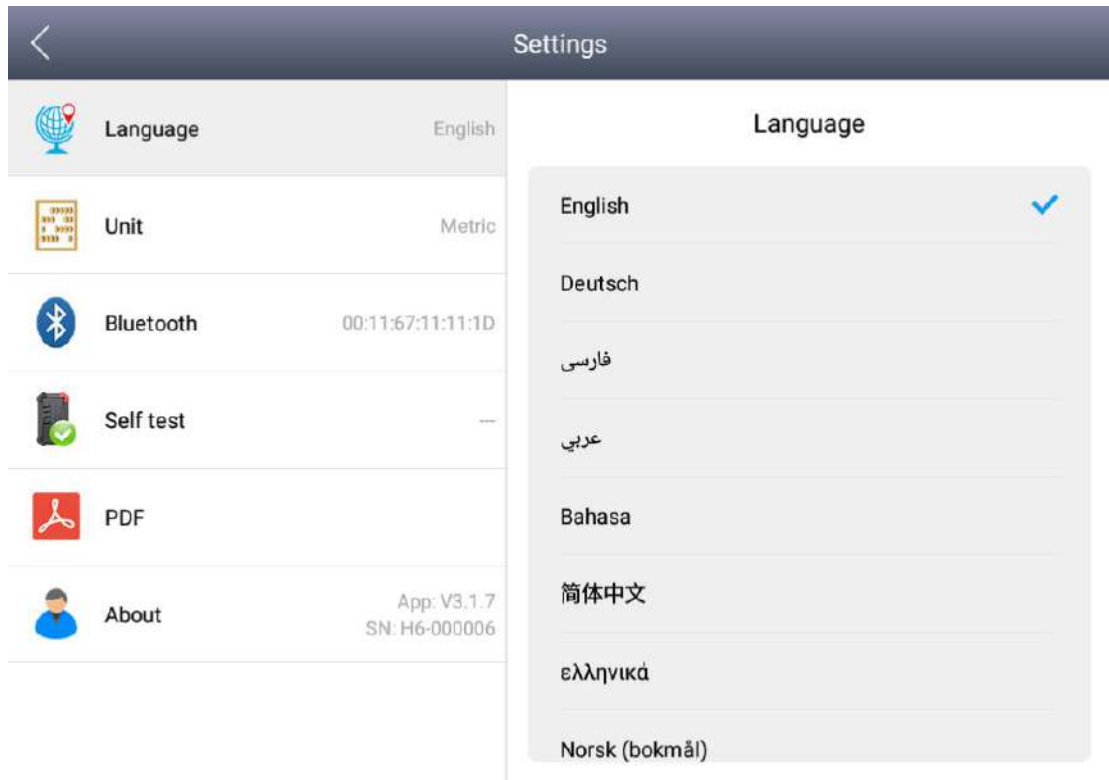 Settings
Language English
Unit Metric
Bluetooth 00:11:67:11:11:1D
Self test ---
PDF
About App: V3.1.7
SN: H6-000006
Language
English
Deutsch
فارسی
عربي
Bahasa
简体中文
ελληνικά
Norsk (bokmål)